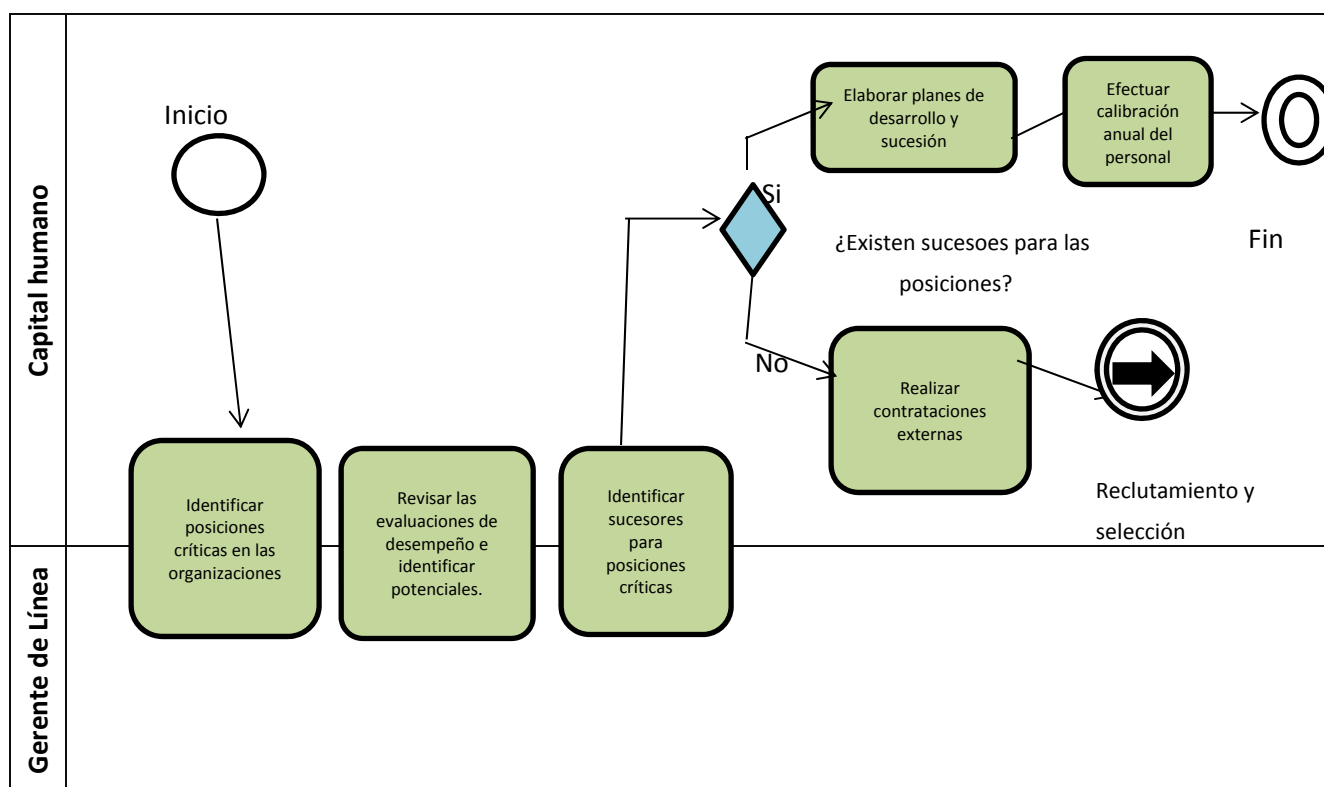 Capital humano
Gerente de Línea
Inicio
Identificar
posiciones
críticas en las
organizaciones
Revisar las
evaluaciones de
desempeño e
identificar
potenciales.
Identificar
sucesores
para
posiciones
críticas
Si
¿Existen sucesoes para las
posiciones?
No
Elaborar planes de
desarrollo y
sucesión
Efectuar
calibración
anual del
personal
Fin
Realizar
contrataciones
externas
Reclutamiento y
selección